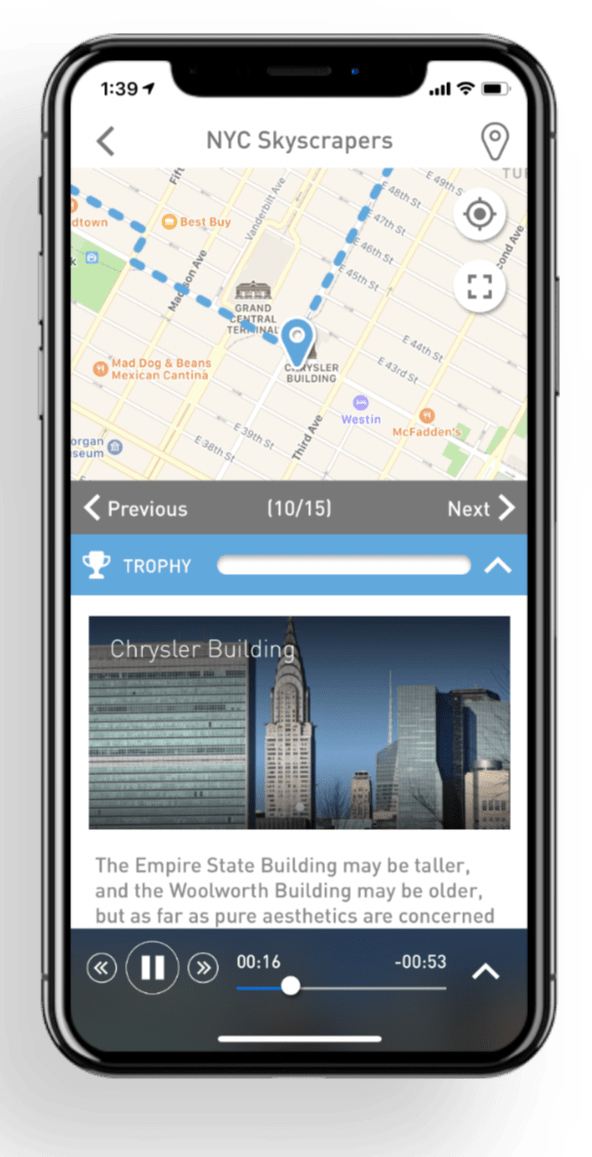 1:39
NYC Skyscrapers
TU
E 49th St
E 48th St
Fift
Vanderbilt Ave
dtown
Best Buy
E 47th St
cond Ave
E 46th St
k
Madison Ave
E 45th St
GRAND
CENTRAL
TERMINAL
E 44th St
CHRYSLER
BUILDING
Mad Dog & Beans
Mexican Cantina
E 43rd St
Westin
McFadden's
Third Ave
E 39th St
organ
useum
E 38th St
Previous
(10/15)
Next
TROPHY
Chrysler Building
The Empire State Building may be taller,
and the Woolworth Building may be older,
but as far as pure aesthetics are concerned
00:16
-00:53